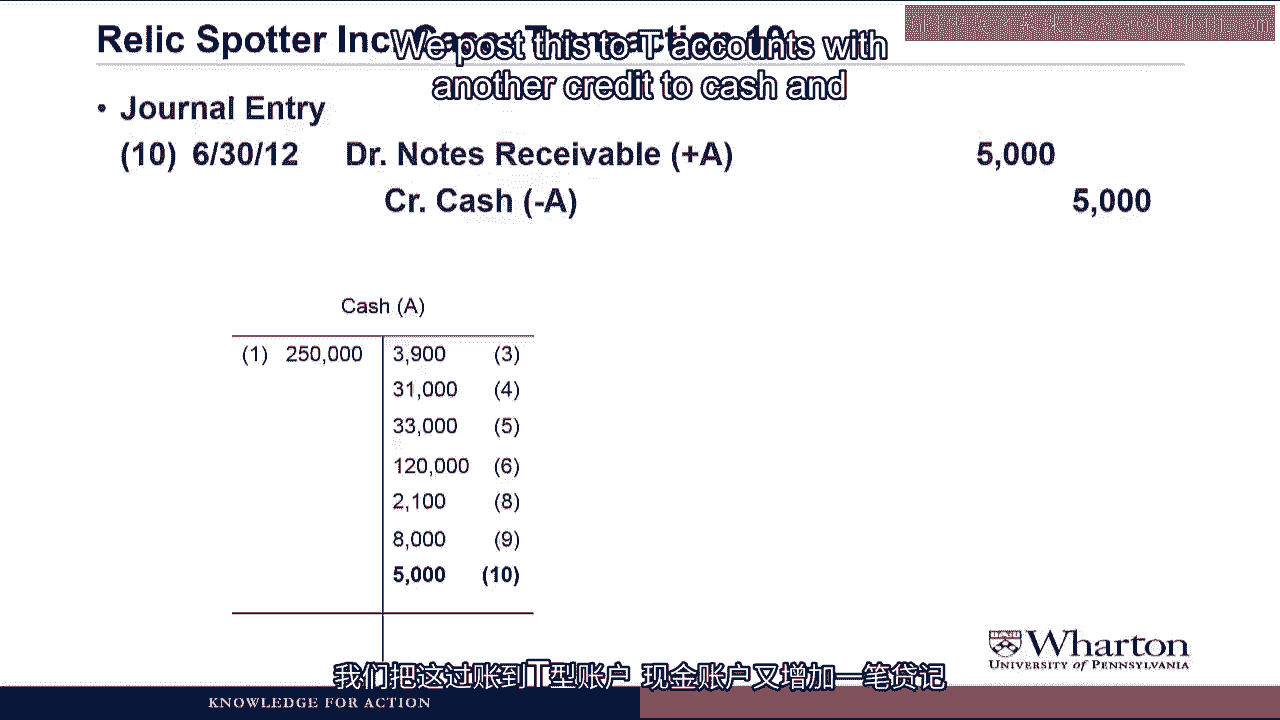 Relic Spotter Inc. Case: Transaction 10
We post this to T accounts with
another credit to cash and
• Journal Entry
(10) 6/30/12 Dr. Notes Receivable (+A) 5,000
Cr. Cash (-A) 5,000
Cash (A)
(1) 250,000 3,900 (3)
31,000 (4)
33,000 (5)
120,000 (6)
2,100 (8)
8,000 (9)
5,000 (10)
Wharton
UNIVERSITY of PENNSYLVANIA
我们把这过账到T型账户 现金账户又增加一笔贷记
KNOWLEDGE FOR ACTION